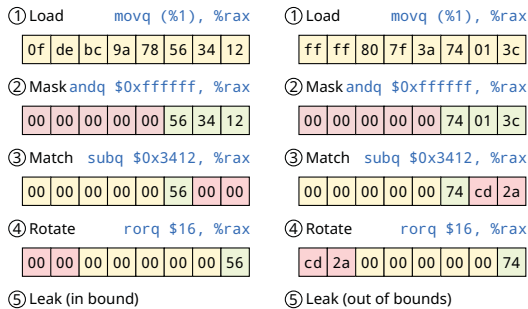 ① Load movq (%1), %rax
0f de bc 9a 78 56 34 12
② Mask andq $0xffffff, %rax
00 00 00 00 00 56 34 12
③ Match subq $0x3412, %rax
00 00 00 00 00 56 00 00
④ Rotate rorq $16, %rax
00 00 00 00 00 00 00 56
⑤ Leak (in bound)
① Load movq (%1), %rax
ff ff 80 7f 3a 74 01 3c
② Mask andq $0xffffff, %rax
00 00 00 00 00 74 01 3c
③ Match subq $0x3412, %rax
00 00 00 00 00 74 cd 2a
④ Rotate rorq $16, %rax
cd 2a 00 00 00 00 00 74
⑤ Leak (out of bounds)